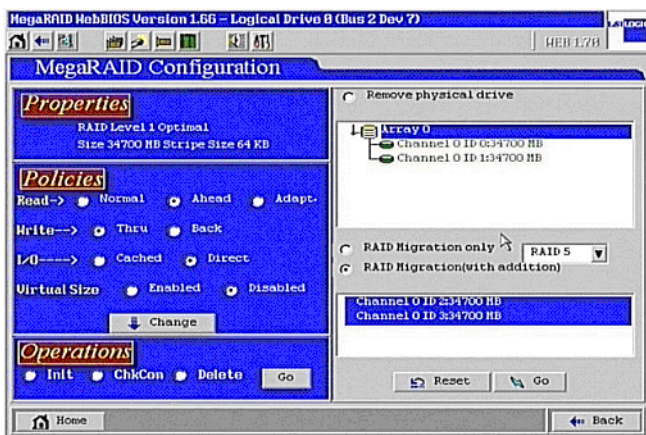 MegaRAID WebBIOS Version 1.66 - Logical Drive 0 (Bus 2 Dev 7)
LSI LOGIC
WEB 1.70
MegaRAID Configuration
Properties
RAID Level 1 Optimal
Size 34700 MB Stripe Size 64 KB
Policies
Read-> Normal Ahead Adapt.
Write--> Thru Back
I/O----> Cached Direct
Virtual Size Enabled Disabled
Change
Operations
Init ChkCon Delete Go
Remove physical drive
Array 0
Channel 0 ID 0:34700 MB
Channel 0 ID 1:34700 MB
RAID Migration only RAID 5
RAID Migration(with addition)
Channel 0 ID 2:34700 MB
Channel 0 ID 3:34700 MB
Reset Go
Home Back